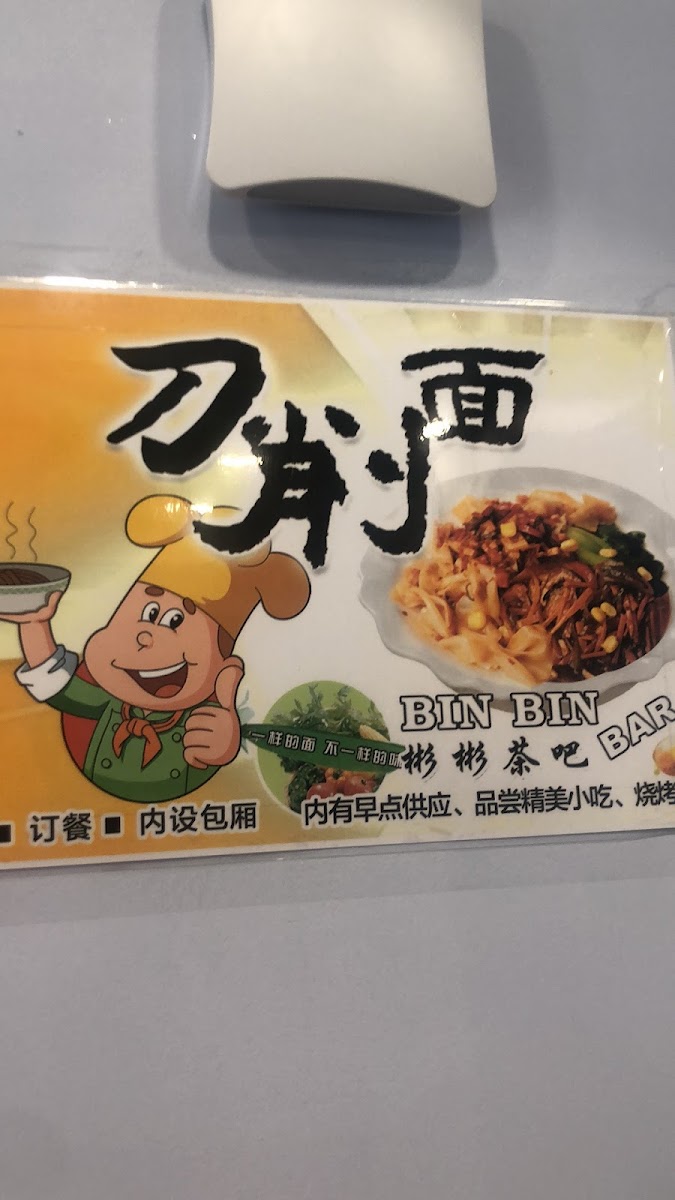 刀削面
BIN BIN BAR
彬彬茶吧
一样的面 不一样的味
■ 订餐 ■ 内设包厢
内有早点供应、品尝精美小吃、烧烤